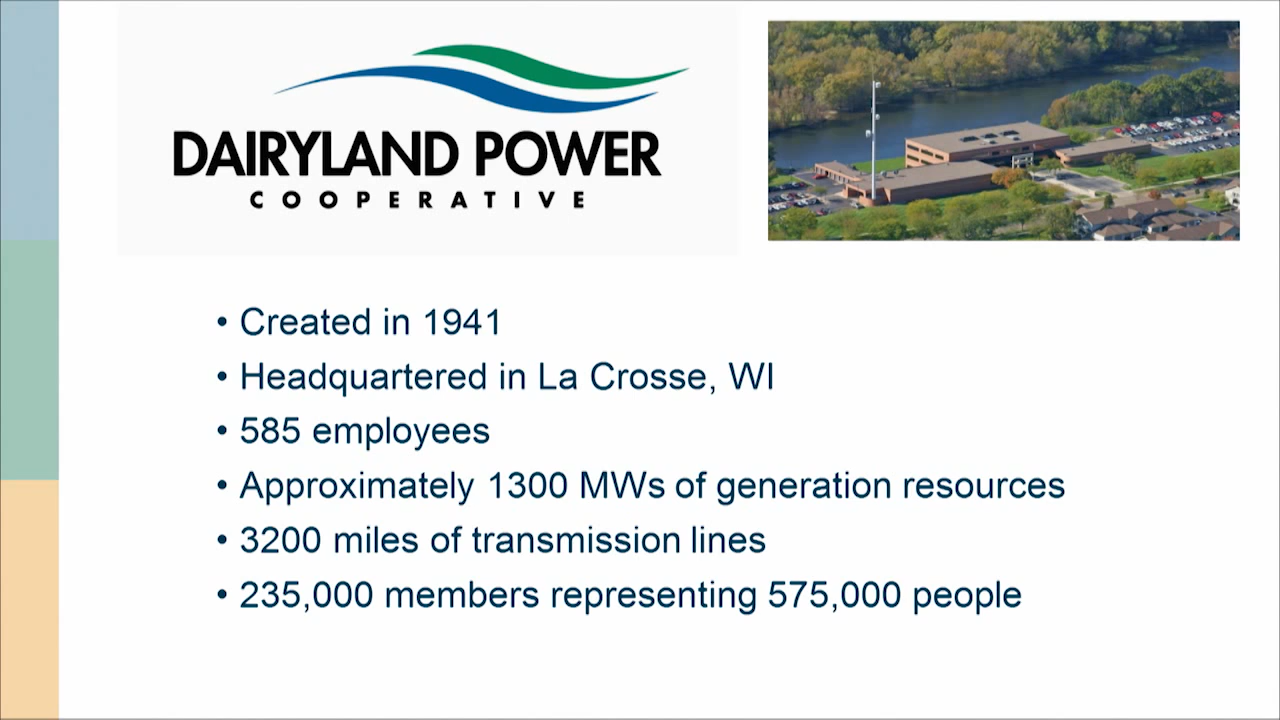 DAIRYLAND POWER
COOPERATIVE
• Created in 1941
• Headquartered in La Crosse, WI
• 585 employees
• Approximately 1300 MWs of generation resources
• 3200 miles of transmission lines
• 235,000 members representing 575,000 people